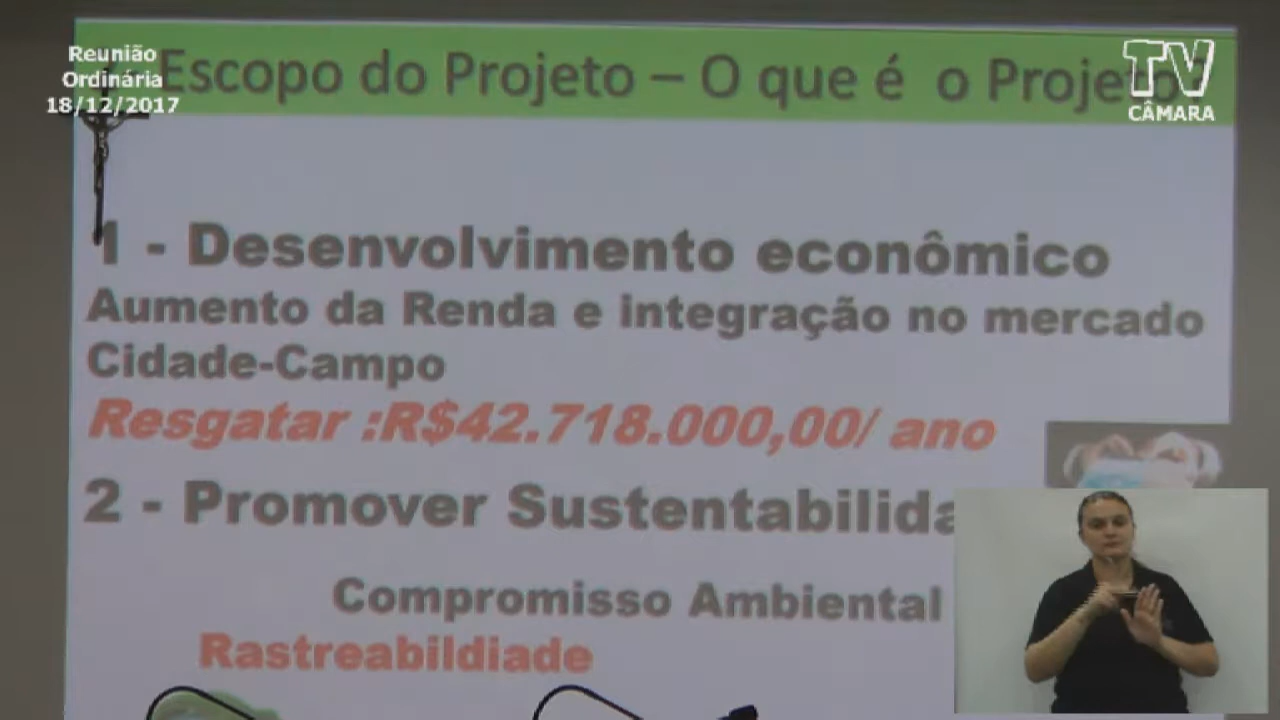 Reunião
Ordinária
18/12/2017
TV
CÂMARA
Escopo do Projeto – O que é o Projeto
1 - Desenvolvimento econômico
Aumento da Renda e integração no mercado
Cidade-Campo
Resgatar :R$42.718.000,00/ ano
2 - Promover
Compromisso Ambiental
Rastreabildiade